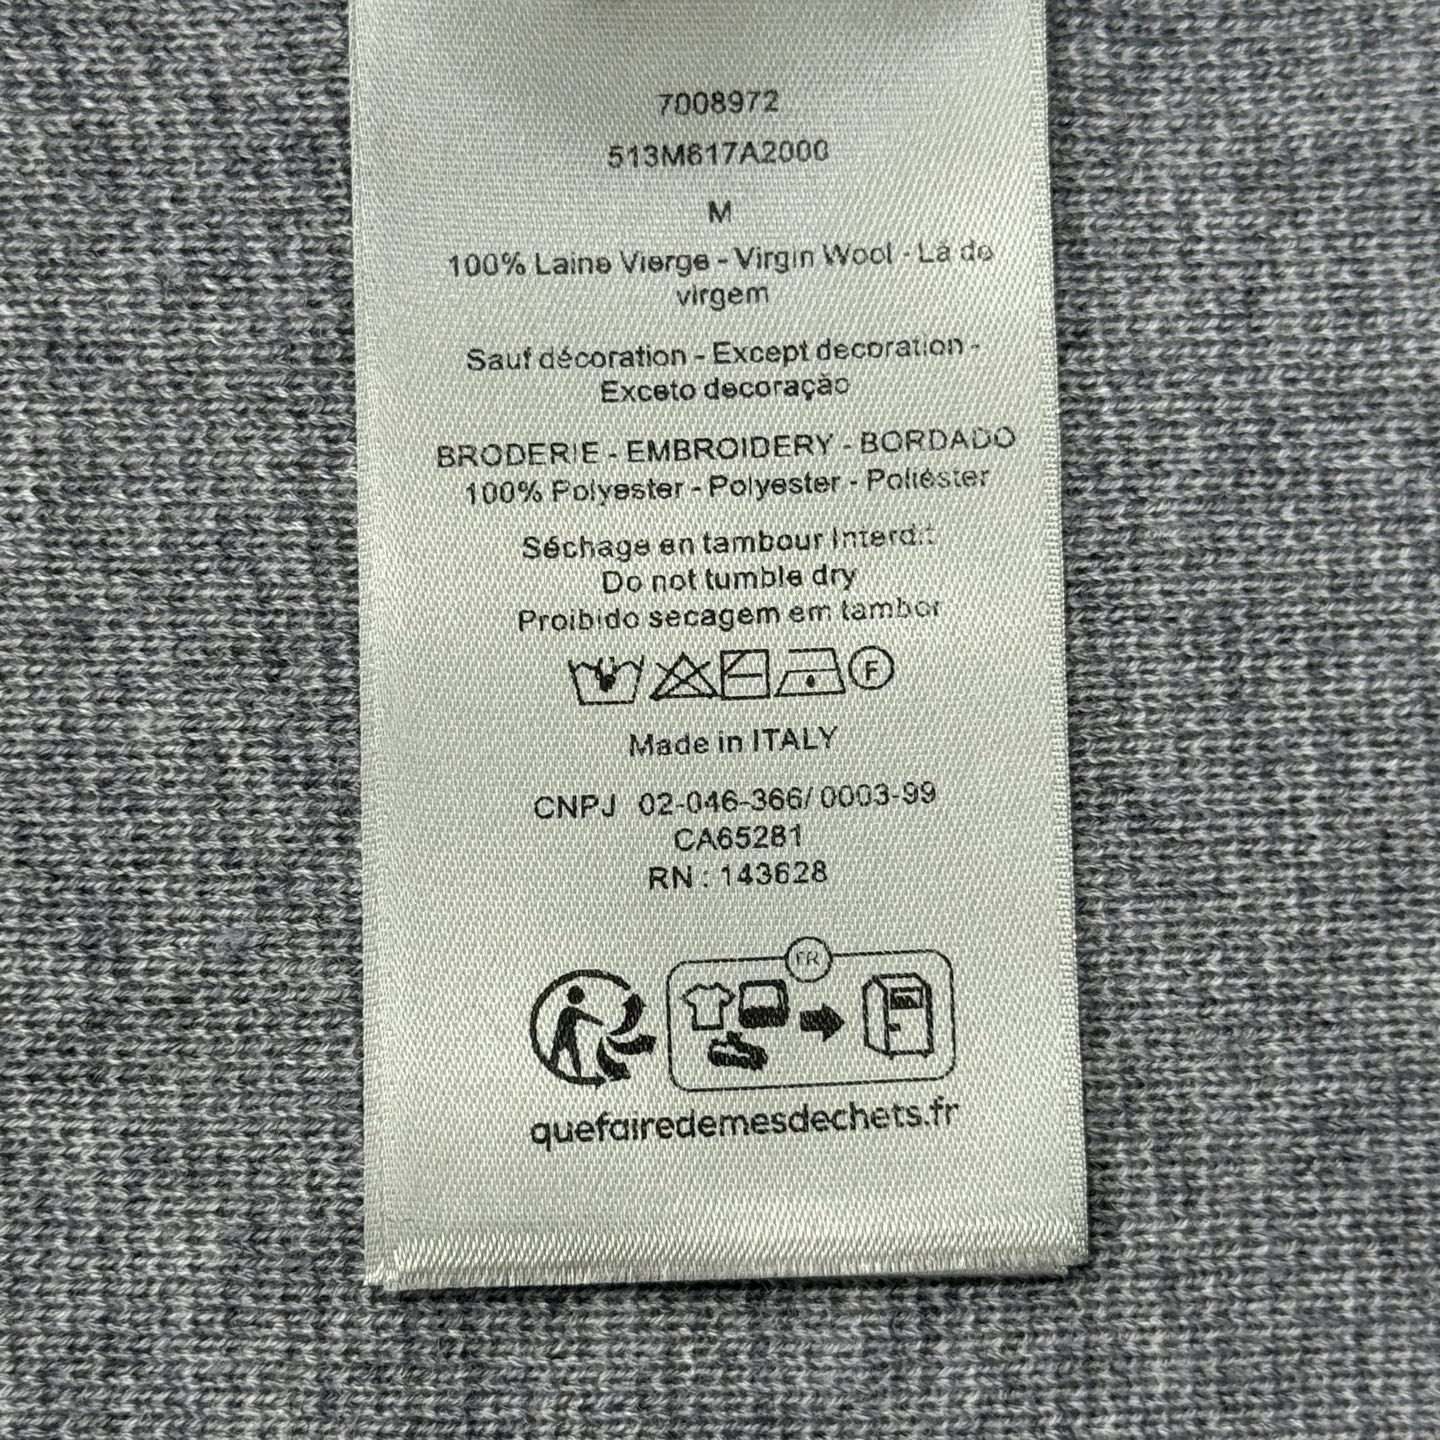 7008972
513M617A2000
M
100% Laine Vierge - Virgin Wool - Lã de
virgem
Sauf décoration - Except decoration -
Exceto decoração
BRODERIE - EMBROIDERY - BORDADO
100% Polyester - Polyester - Poliéster
Séchage en tambour Interdit
Do not tumble dry
Proibido secagem em tambor
F
Made in ITALY
CNPJ 02-046-366/0003-99
CA65281
RN : 143628
FR
quefairedemesdechets.fr